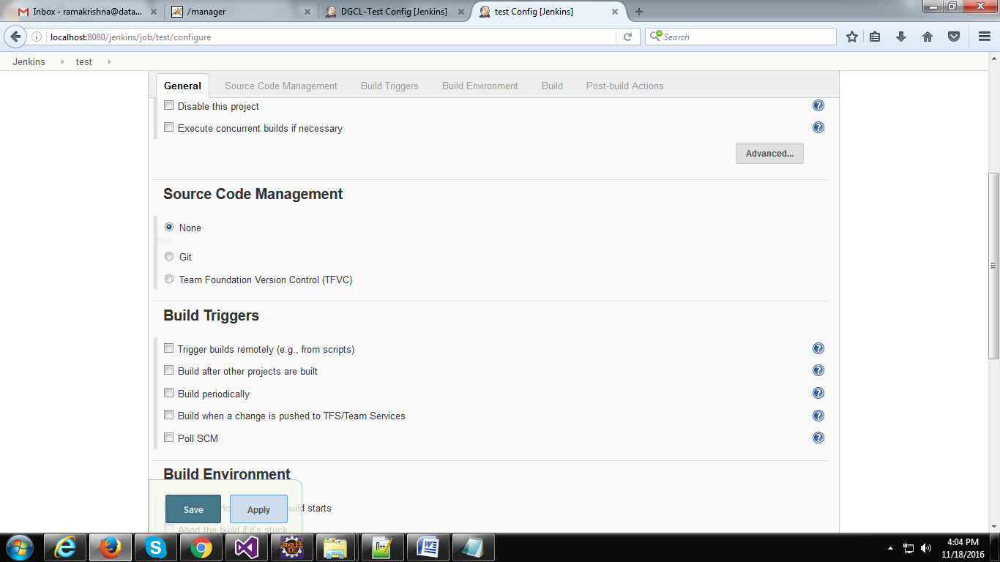 Inbox - ramakrishna@data...
/manager
DGCL-Test Config [Jenkins]
test Config [Jenkins]
localhost:8080/jenkins/job/test/configure
Search
Jenkins
test
General
Source Code Management
Build Triggers
Build Environment
Build
Post-build Actions
Disable this project
Execute concurrent builds if necessary
Advanced...
Source Code Management
None
Git
Team Foundation Version Control (TFVC)
Build Triggers
Trigger builds remotely (e.g., from scripts)
Build after other projects are built
Build periodically
Build when a change is pushed to TFS/Team Services
Poll SCM
Build Environment
build starts
Save
Apply
Abort the build if it's stuck
Java EE
IDE
4:04 PM
11/18/2016